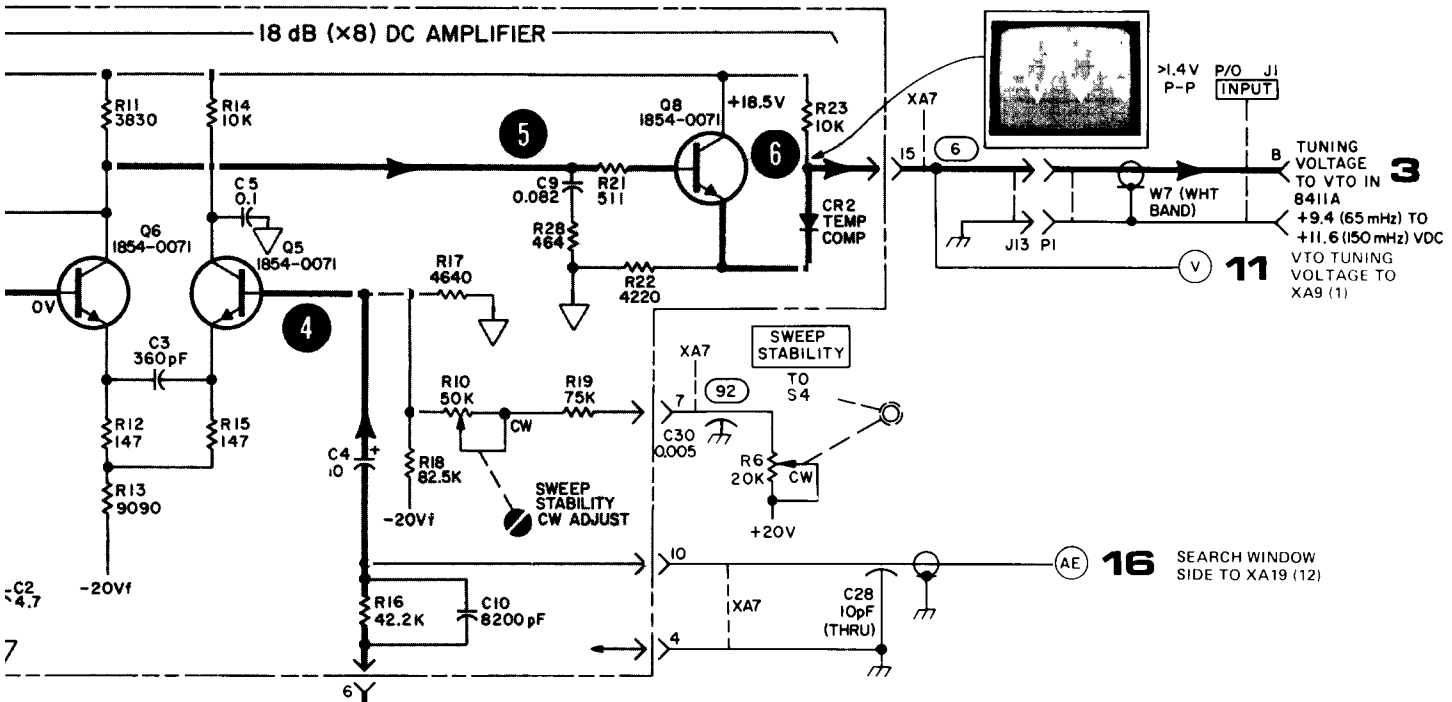 18 dB (×8) DC AMPLIFIER
>1.4V
P-P
P/O J1
INPUT
R11
3830
R14
10K
Q8
1854-0071
+18.5V
R23
10K
XA7
5
6
15
6
B
TUNING
VOLTAGE
TO VTO IN
8411A
3
+9.4 (65 mHz) TO
+11.6 (150 mHz) VDC
C9
0.082
R21
511
W7 (WHT
BAND)
CR2
TEMP
COMP
J13
P1
C5
0.1
R28
464
R22
4220
V
11
VTO TUNING
VOLTAGE TO
XA9 (1)
Q6
1854-0071
Q5
1854-0071
R17
4640
0V
4
C3
360pF
SWEEP
STABILITY
TO
S4
XA7
R10
50K
R19
75K
7
92
CW
C30
0.005
R12
147
R15
147
C4
+
10
R18
82.5K
R6
20K
CW
R13
9090
SWEEP
STABILITY
CW ADJUST
-20Vf
+20V
10
AE
16
SEARCH WINDOW
SIDE TO XA19 (12)
C2
4.7
-20Vf
R16
42.2K
C10
8200pF
XA7
C28
10pF
(THRU)
4
7
6